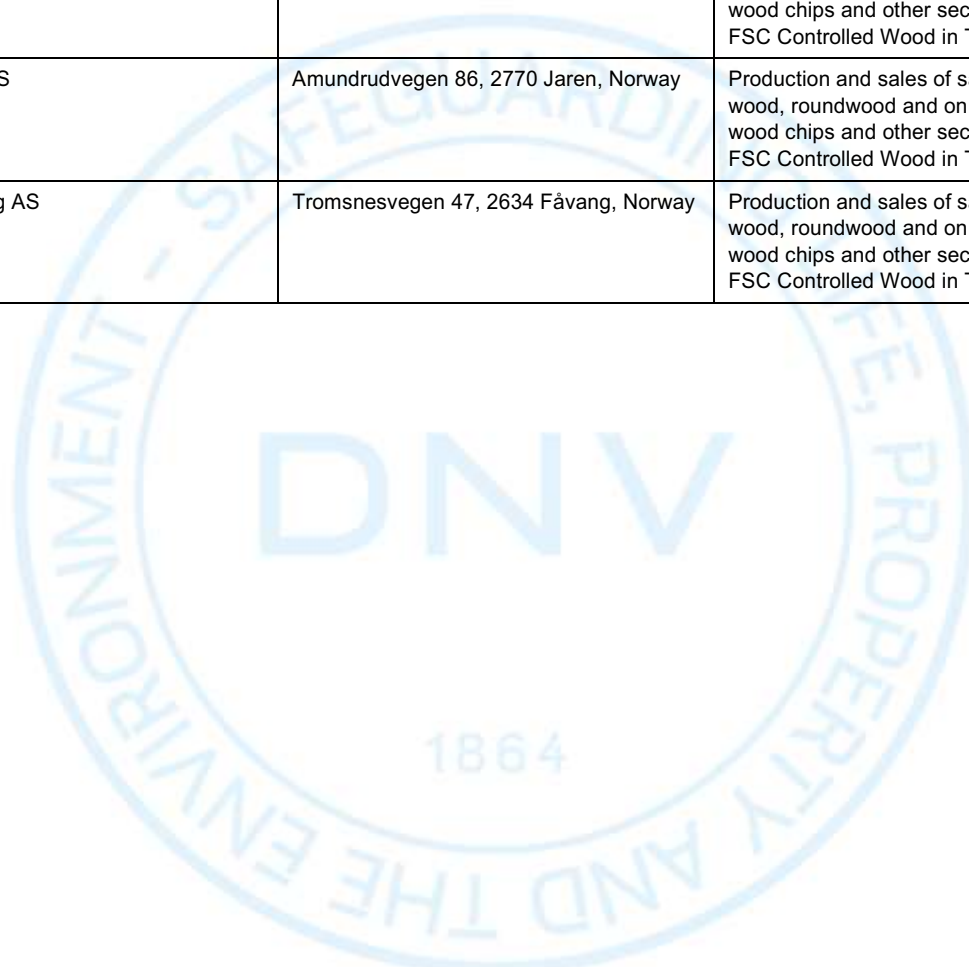 wood chips and other sec
FSC Controlled Wood in T
S
Amundrudvegen 86, 2770 Jaren, Norway
Production and sales of sa
wood, roundwood and on
wood chips and other sec
FSC Controlled Wood in T
g AS
Tromsnesvegen 47, 2634 Fåvang, Norway
Production and sales of sa
wood, roundwood and on
wood chips and other sec
FSC Controlled Wood in T
SAFEGUARDING LIFE, PROPERTY AND THE ENVIRONMENT -
DNV
1864